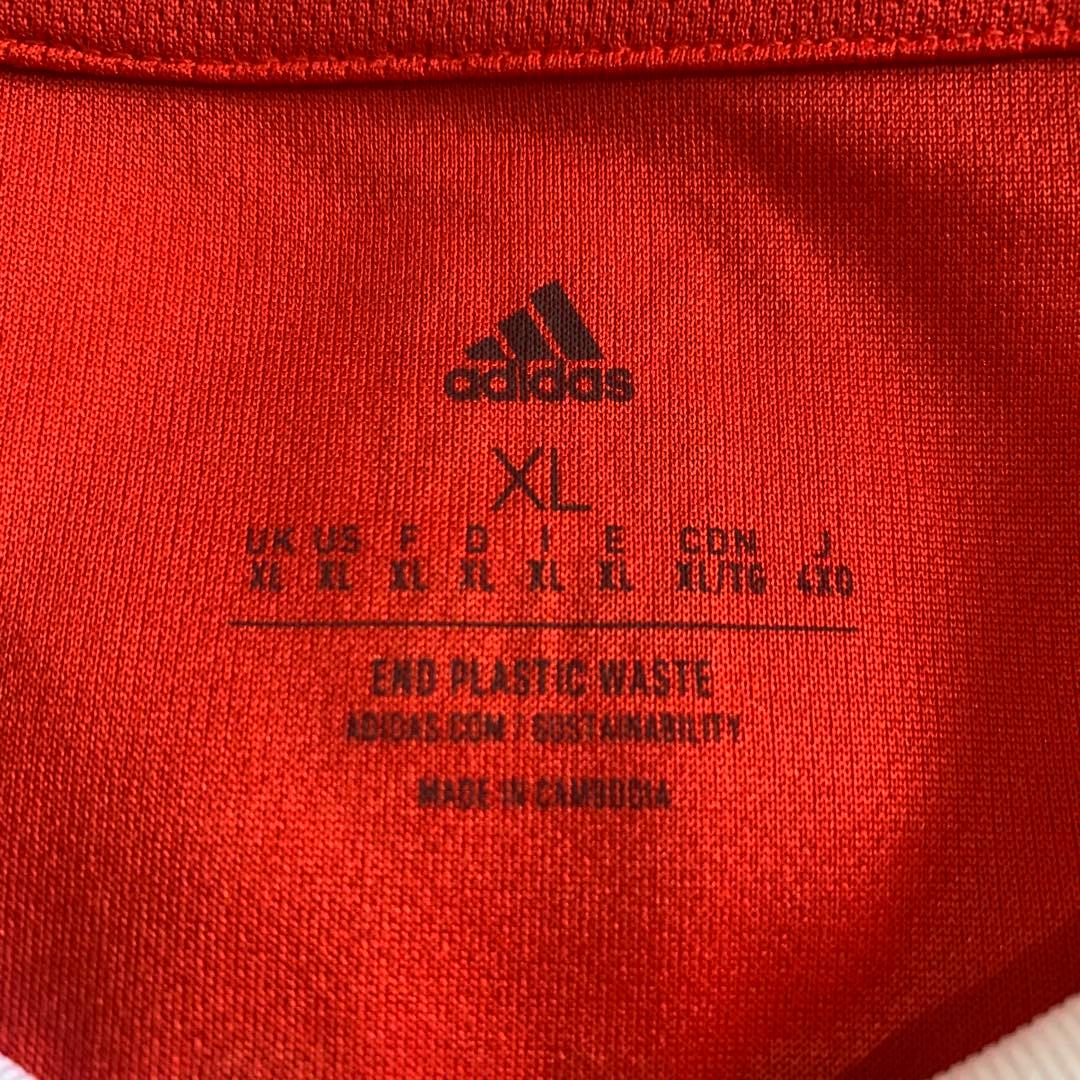 adidas
XL
UK US F D I E CDN J
XL XL XL XL XL XL XL/TG 4XO
END PLASTIC WASTE
ADIDAS.COM / SUSTAINABILITY
MADE IN CAMBODIA